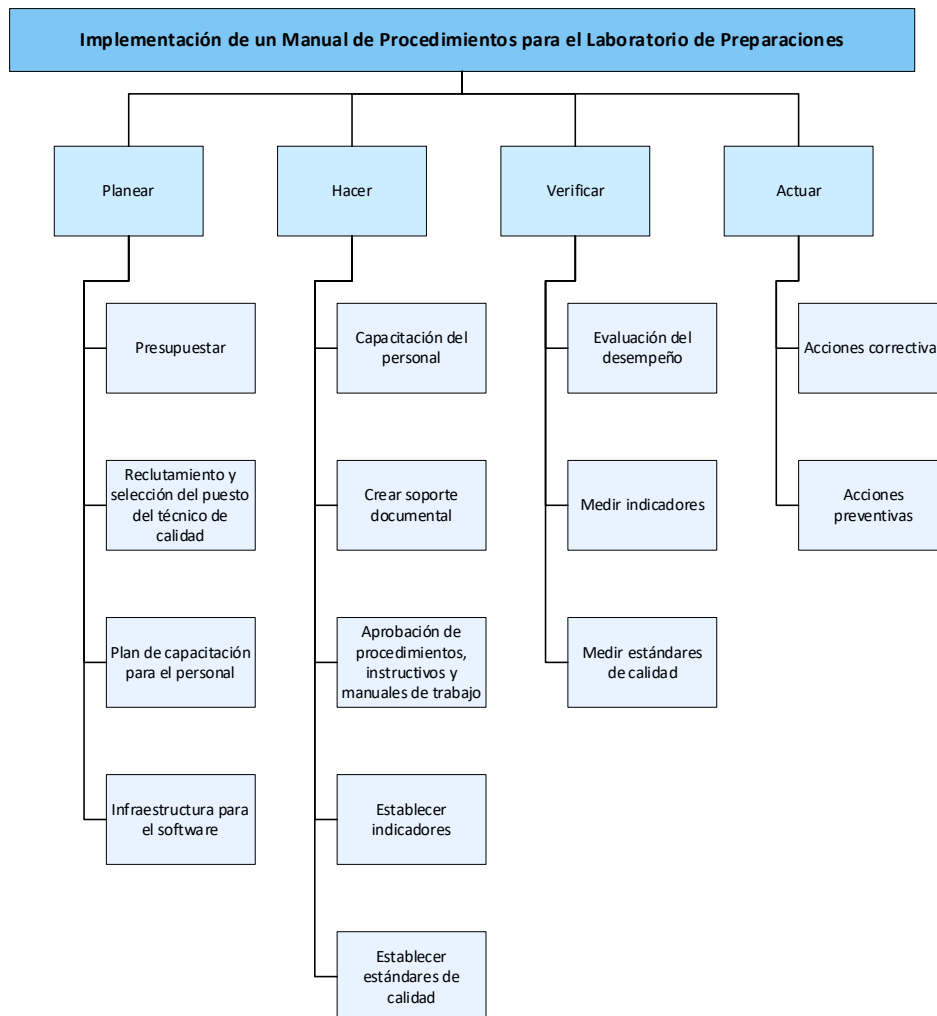 Implementación de un Manual de Procedimientos para el Laboratorio de Preparaciones
Planear
Hacer
Verificar
Actuar
Presupuestar
Reclutamiento y
selección del puesto
del técnico de
calidad
Plan de capacitación
para el personal
Infraestructura para
el software
Capacitación del
personal
Crear soporte
documental
Aprobación de
procedimientos,
instructivos y
manuales de trabajo
Establecer
indicadores
Establecer
estándares de
calidad
Evaluación del
desempeño
Medir indicadores
Medir estándares
de calidad
Acciones correctiva
Acciones
preventivas